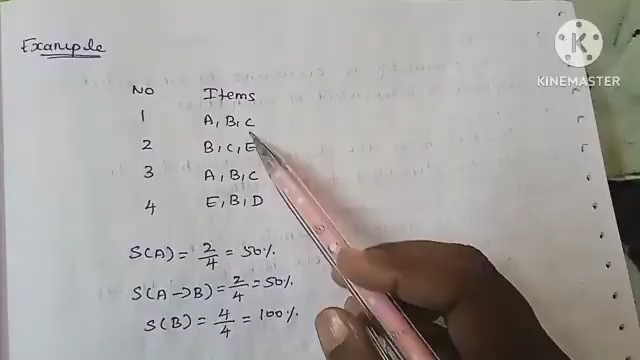 Example
NO Items
1 A, B, C
2 B, C, E
3 A, B, C
4 E, B, D
S(A) = 2/4 = 50%
S(A→B) = 2/4 = 50%
S(B) = 4/4 = 100%
K
KINEMASTER